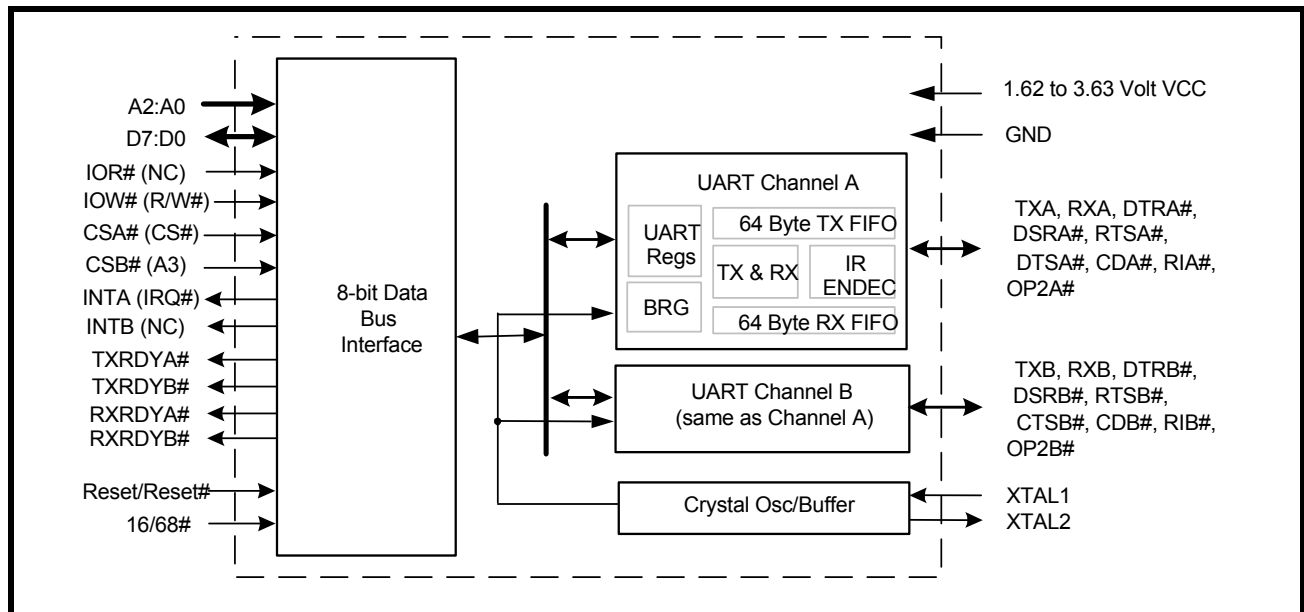 A2:A0
D7:D0
IOR# (NC)
IOW# (R/W#)
CSA# (CS#)
CSB# (A3)
INTA (IRQ#)
INTB (NC)
TXRDYA#
TXRDYB#
RXRDYA#
RXRDYB#
Reset/Reset#
16/68#
8-bit Data
Bus
Interface
UART Channel A
UART
Regs
BRG
64 Byte TX FIFO
TX & RX
IR
ENDEC
64 Byte RX FIFO
UART Channel B
(same as Channel A)
Crystal Osc/Buffer
1.62 to 3.63 Volt VCC
GND
TXA, RXA, DTRA#,
DSRA#, RTSA#,
DTSA#, CDA#, RIA#,
OP2A#
TXB, RXB, DTRB#,
DSRB#, RTSB#,
CTSB#, CDB#, RIB#,
OP2B#
XTAL1
XTAL2